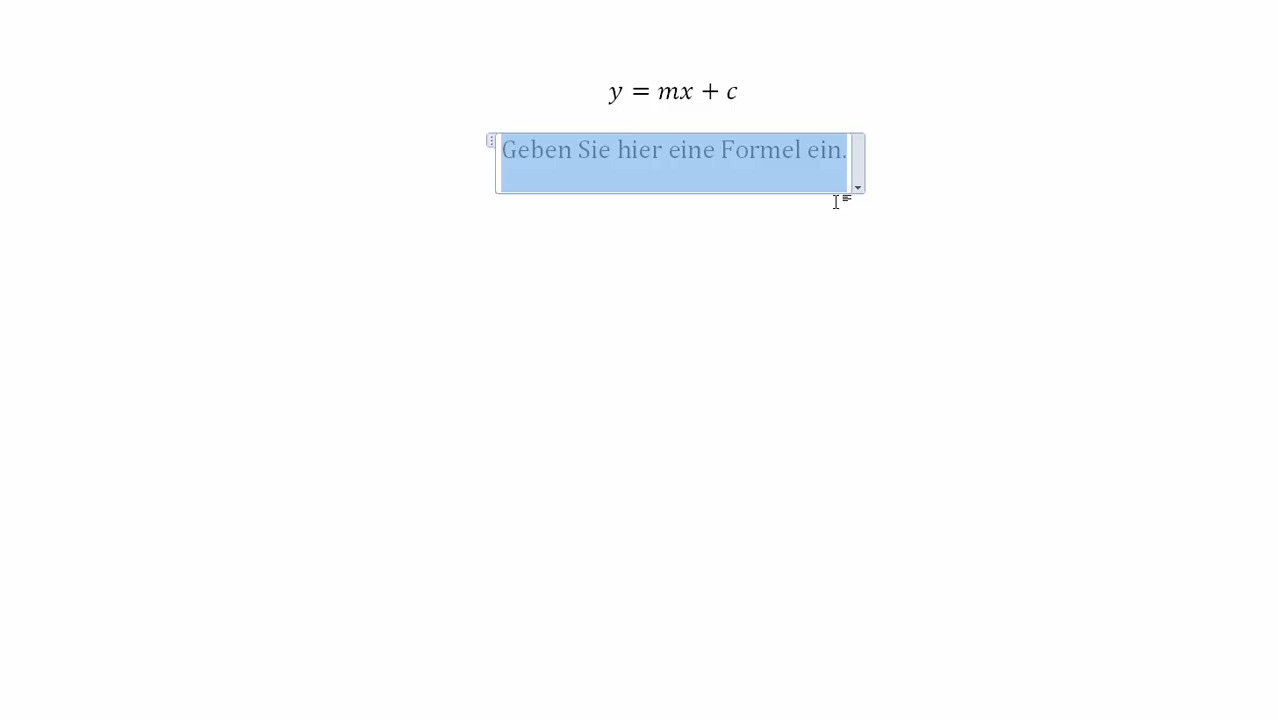 y = mx + c
Geben Sie hier eine Formel ein.